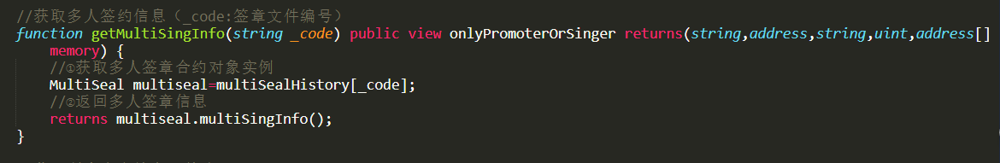 //获取多人签约信息（_code:签章文件编号）
function getMultiSingInfo(string _code) public view onlyPromoterOrSinger returns(string,address,string,uint,address[]
memory) {
//①获取多人签章合约对象实例
MultiSeal multiseal=multiSealHistory[_code];
//②返回多人签章信息
returns multiseal.multiSingInfo();
}